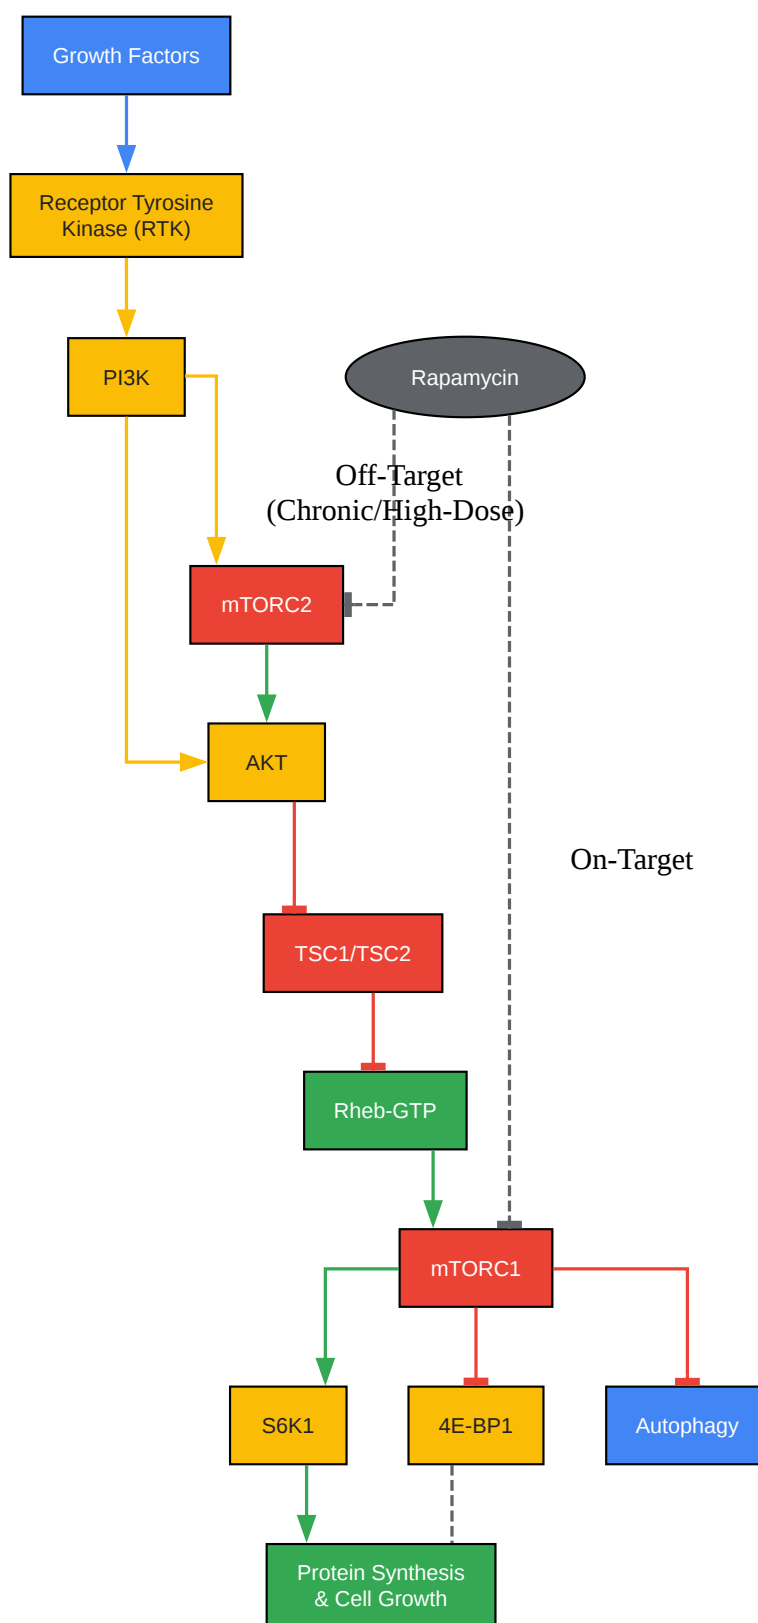 Growth Factors
Receptor Tyrosine
Kinase (RTK)
PI3K
Rapamycin
Off-Target
(Chronic/High-Dose)
mTORC2
AKT
On-Target
TSC1/TSC2
Rheb-GTP
mTORC1
S6K1
4E-BP1
Autophagy
Protein Synthesis
& Cell Growth